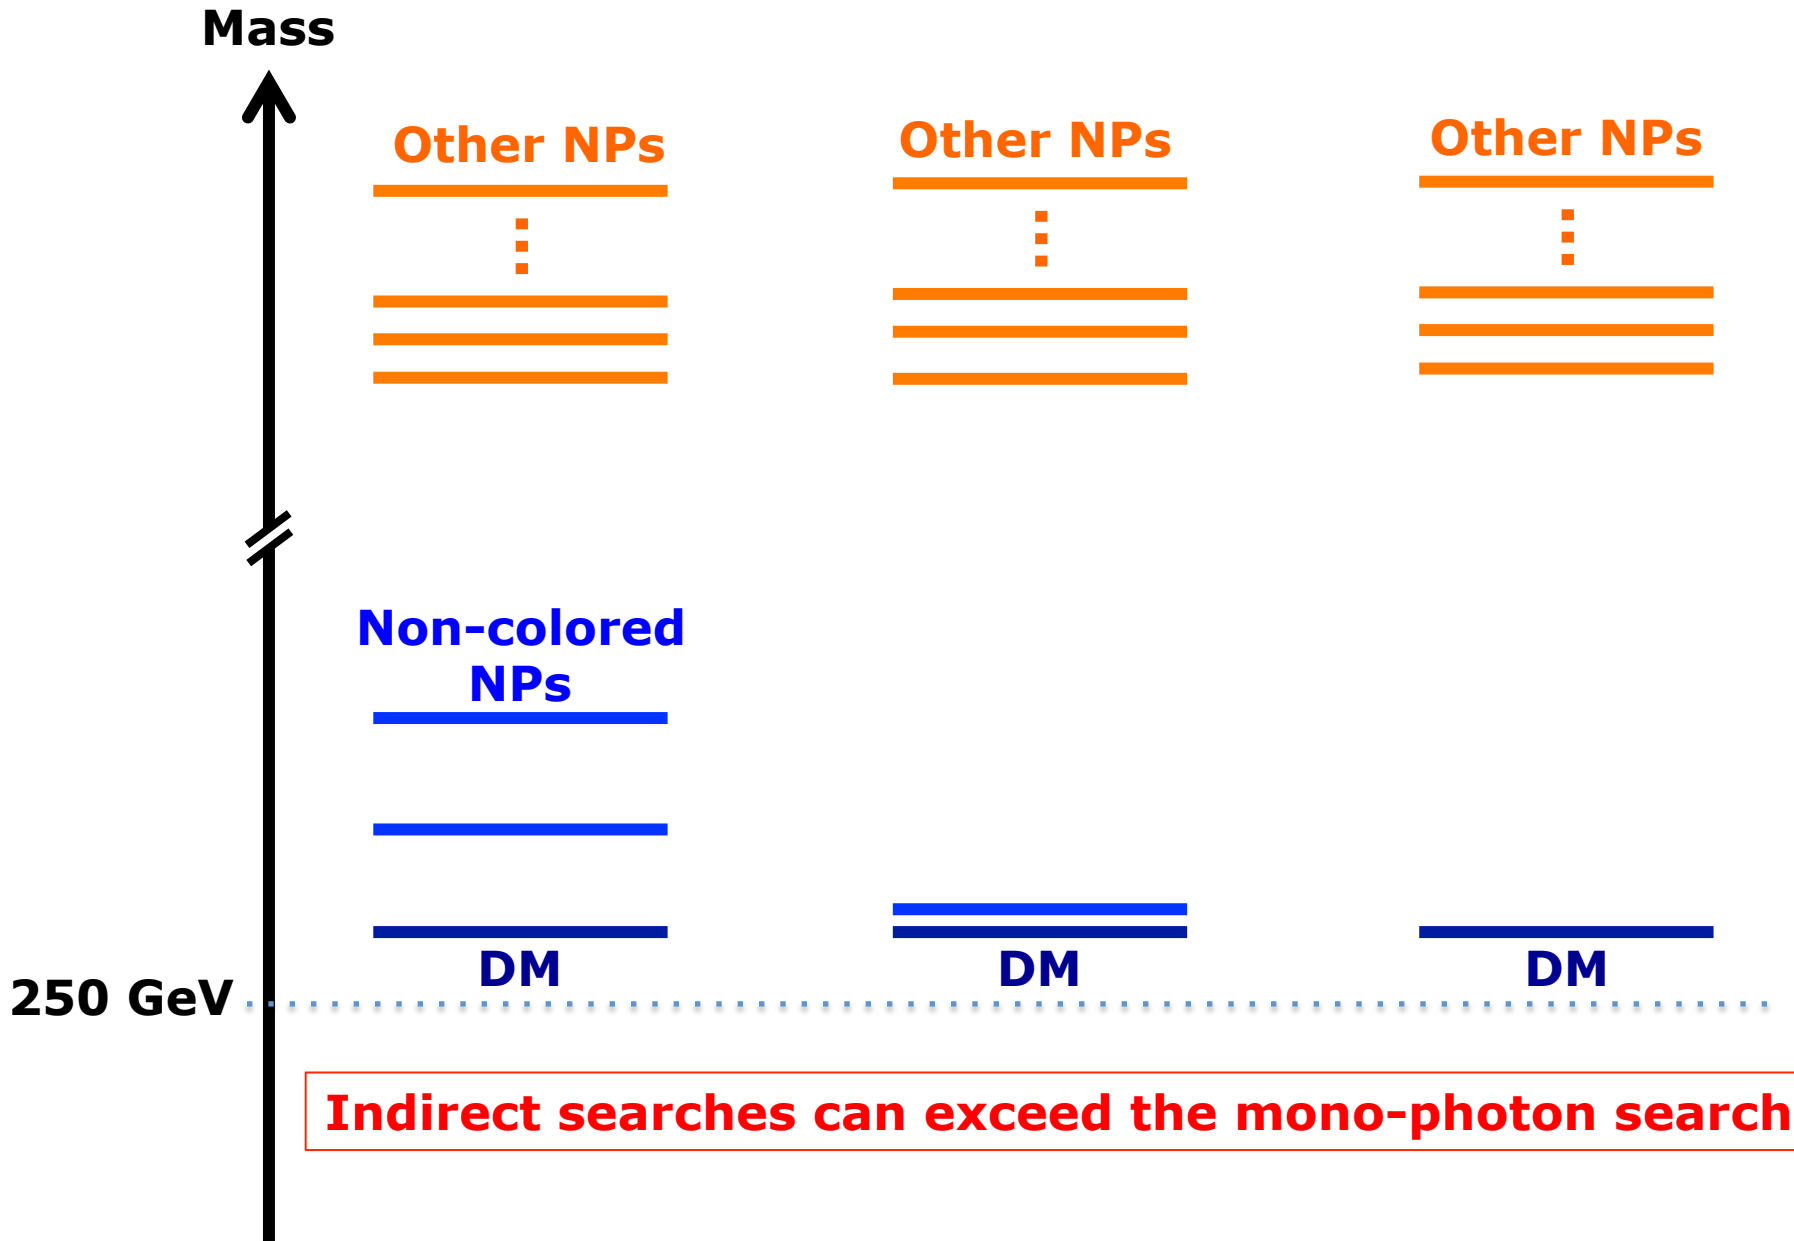 Mass
Other NPs
Other NPs
Other NPs
Non-colored
NPs
DM
DM
DM
250 GeV
Indirect searches can exceed the mono-photon search